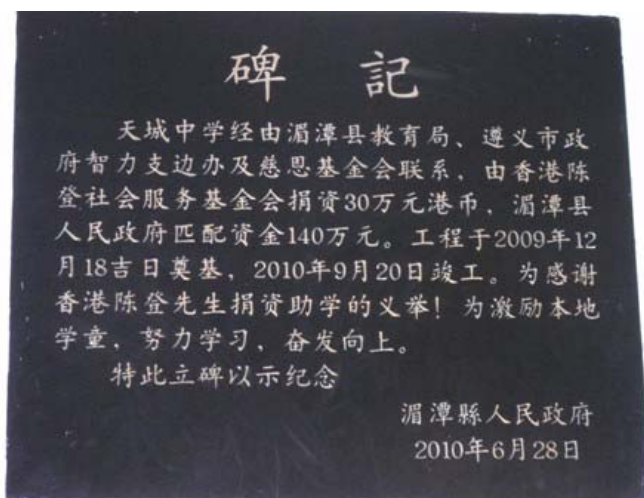 碑 記
天城中学经由湄潭县教育局、遵义市政
府智力支边办及慈恩基金会联系，由香港陈
登社会服务基金会捐资30万元港币，湄潭县
人民政府匹配资金140万元。工程于2009年12
月18吉日奠基，2010年9月20日竣工。为感谢
香港陈登先生捐资助学的义举！为激励本地
学童，努力学习，奋发向上。
特此立碑以示纪念
湄潭縣人民政府
2010年6月28日